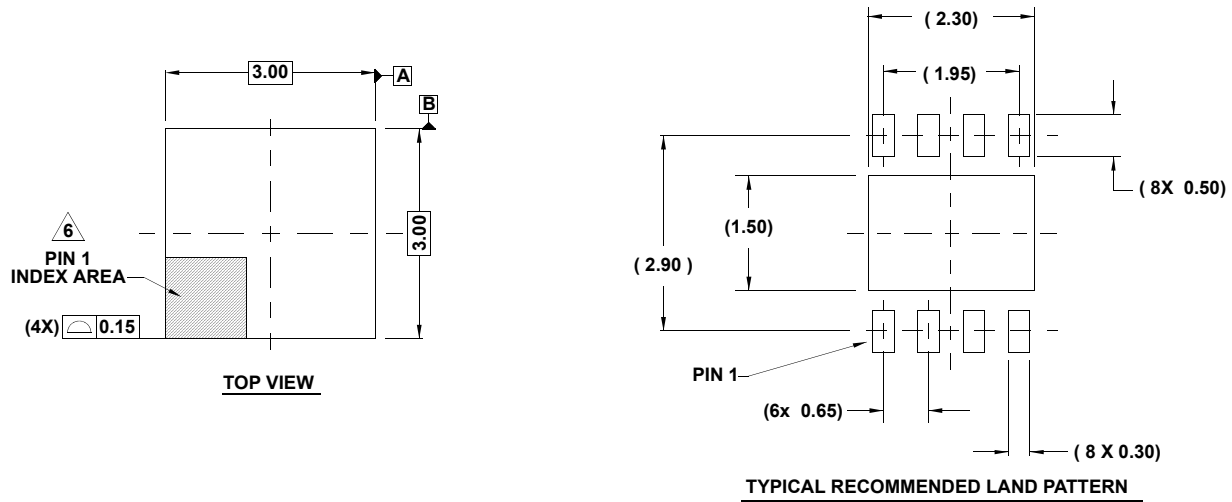 3.00
A
B
3.00
6
PIN 1
INDEX AREA
(4X)
0.15
TOP VIEW
( 2.30)
( 1.95)
( 8X  0.50)
(1.50)
( 2.90 )
PIN 1
(6x  0.65)
( 8 X 0.30)
TYPICAL RECOMMENDED LAND PATTERN